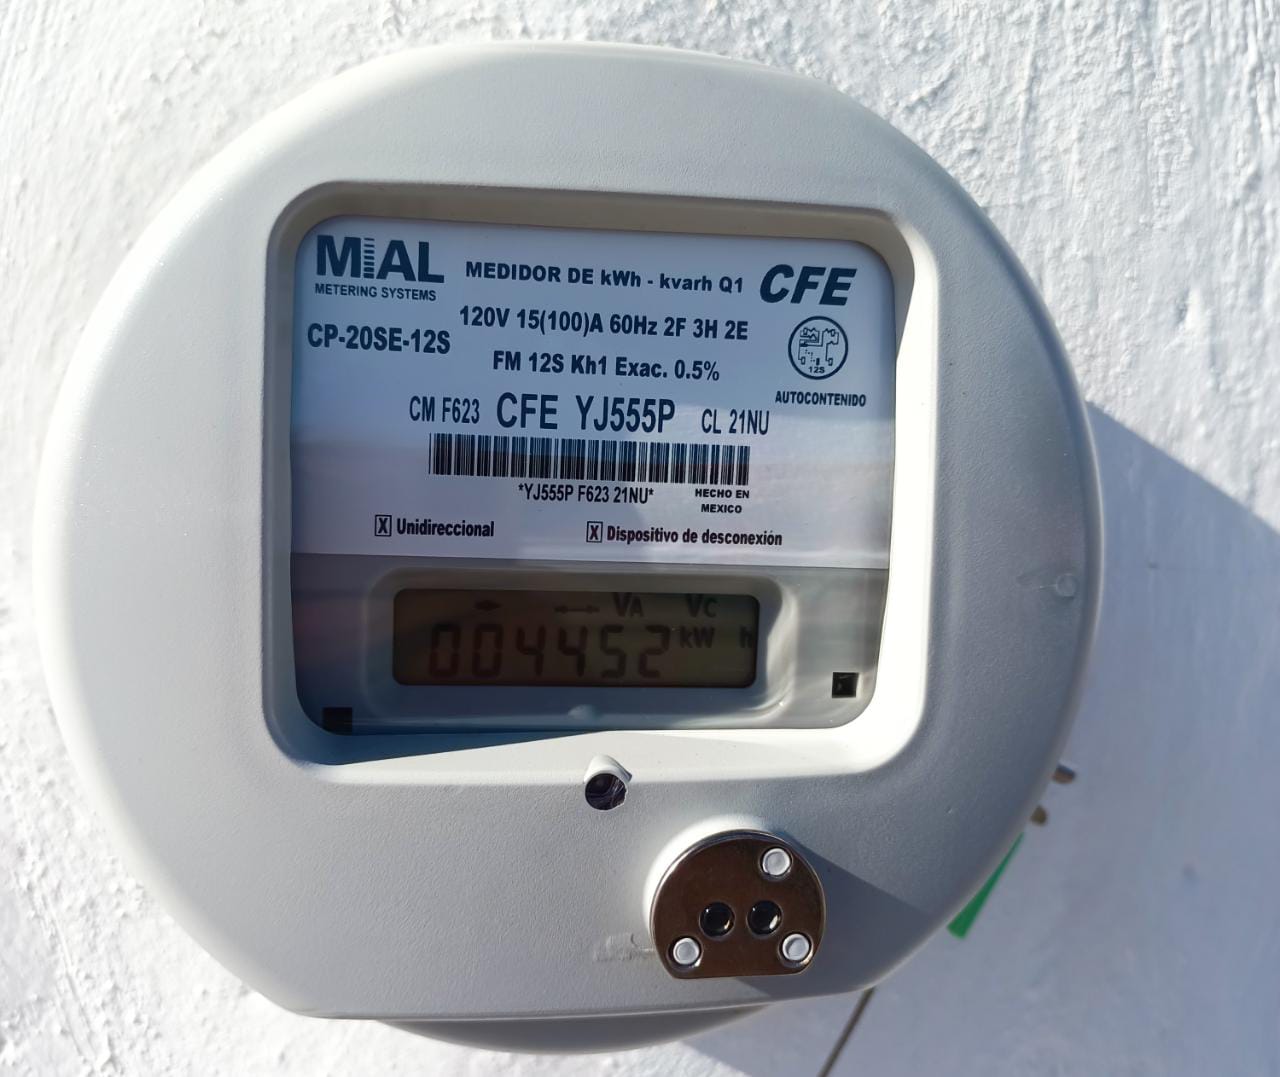 MIAL
METERING SYSTEMS
MEDIDOR DE kWh - kvarh Q1
CFE
120V 15(100)A 60Hz 2F 3H 2E
CP-20SE-12S
FM 12S Kh1 Exac. 0.5%
12S
AUTOCONTENIDO
CM F623 CFE YJ555P CL 21NU
*YJ555P F623 21NU*
HECHO EN
MEXICO
X Unidireccional
X Dispositivo de desconexión
VA VC
004452 kW h